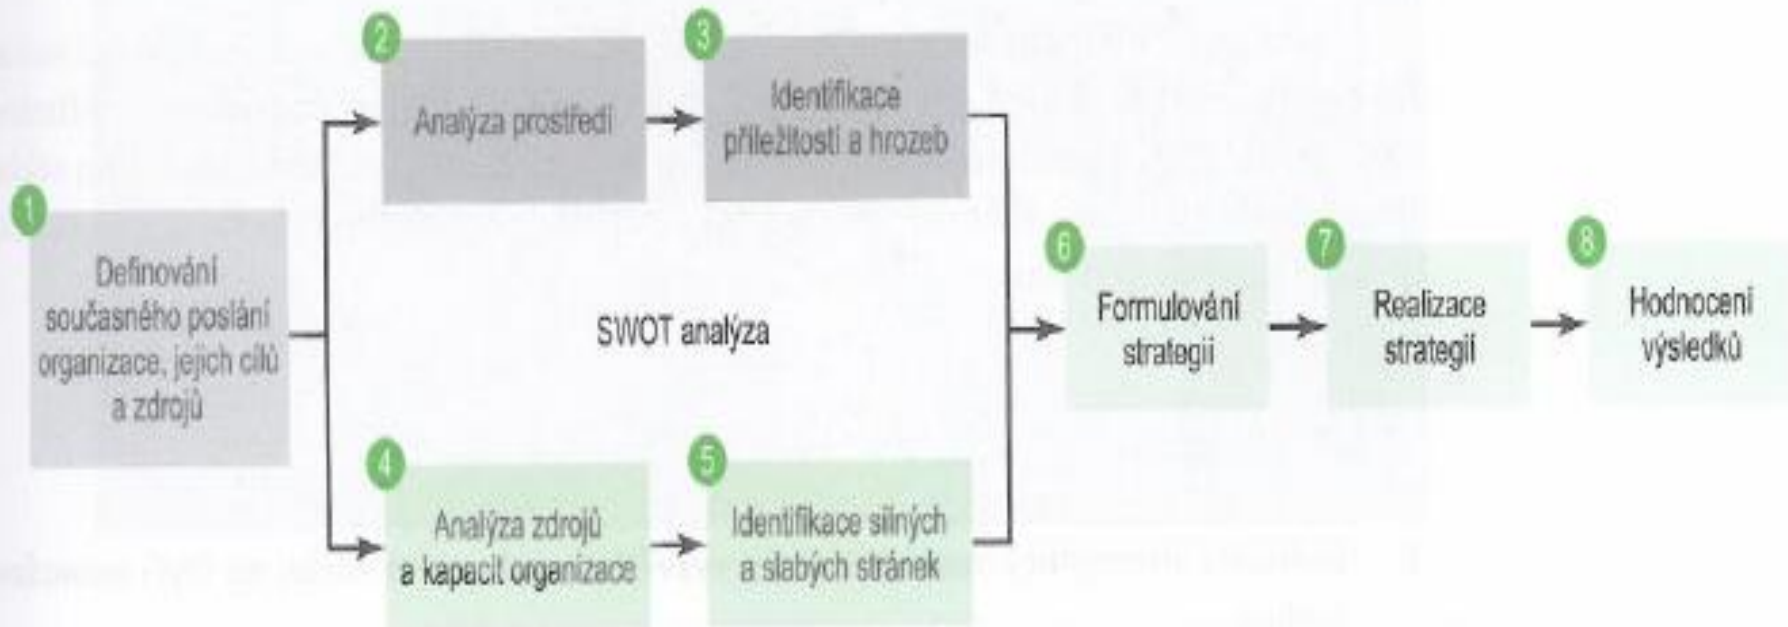 1
Definování
současného poslání
organizace, jejich cílů
a zdrojů
2
Analýza prostředí
3
Identifikace
příležitostí a hrozeb
SWOT analýza
4
Analýza zdrojů
a kapacit organizace
5
Identifikace silných
a slabých stránek
6
Formulování
strategií
7
Realizace
strategií
8
Hodnocení
výsledků